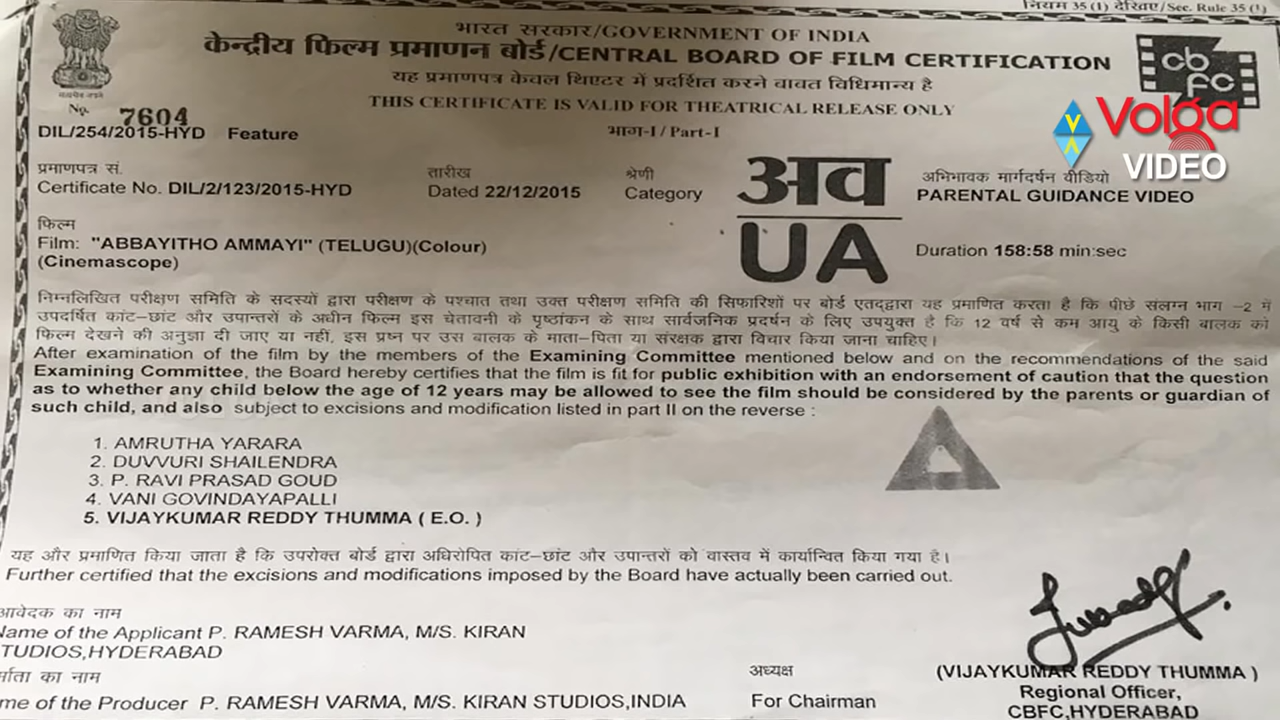 नियम 35 (1) देखिए/Sec. Rule 35 (1)
भारत सरकार/GOVERNMENT OF INDIA
केन्द्रीय फिल्म प्रमाणन बोर्ड/CENTRAL BOARD OF FILM CERTIFICATION
cb
fc
यह प्रमाणपत्र केवल थिएटर में प्रदर्शित करने बावत विधिमान्य है
THIS CERTIFICATE IS VALID FOR THEATRICAL RELEASE ONLY
No. 7604
Volga
VIDEO
DIL/254/2015-HYD Feature
भाग-I / Part-I
प्रमाणपत्र सं.
Certificate No. DIL/2/123/2015-HYD
तारीख
Dated 22/12/2015
श्रेणी
Category
अव
UA
अभिभावक मार्गदर्शन वीडियो
PARENTAL GUIDANCE VIDEO
फिल्म
Film: "ABBAYITHO AMMAYI" (TELUGU)(Colour)
(Cinemascope)
Duration 158:58 min:sec
निम्नलिखित परीक्षण समिति के सदस्यों द्वारा परीक्षण के पश्चात तथा उक्त परीक्षण समिति की सिफारिशों पर बोर्ड एतद्द्वारा यह प्रमाणित करता है कि पीछे संलग्न भाग -2 में
उपदर्षित कांट-छांट और उपान्तरों के अधीन फिल्म इस चेतावनी के पृष्ठांकन के साथ सार्वजनिक प्रदर्शन के लिए उपयुक्त है कि 12 वर्ष से कम आयु के किसी बालक को
फिल्म देखने की अनुज्ञा दी जाए या नहीं, इस प्रश्न पर उस बालक के माता-पिता या संरक्षक द्वारा विचार किया जाना चाहिए।
After examination of the film by the members of the Examining Committee mentioned below and on the recommendations of the said
Examining Committee, the Board hereby certifies that the film is fit for public exhibition with an endorsement of caution that the question
as to whether any child below the age of 12 years may be allowed to see the film should be considered by the parents or guardian of
such child, and also subject to excisions and modification listed in part II on the reverse :
1. AMRUTHA YARARA
2. DUVVURI SHAILENDRA
3. P. RAVI PRASAD GOUD
4. VANI GOVINDAYAPALLI
5. VIJAYKUMAR REDDY THUMMA ( E.O. )
यह और प्रमाणित किया जाता है कि उपरोक्त बोर्ड द्वारा अधिरोपित कांट-छांट और उपान्तरों को वास्तव में कार्यान्वित किया गया है।
Further certified that the excisions and modifications imposed by the Board have actually been carried out.
आवेदक का नाम
Name of the Applicant P. RAMESH VARMA, M/S. KIRAN
TUDIOS,HYDERABAD
र्माता का नाम
me of the Producer P. RAMESH VARMA, M/S. KIRAN STUDIOS,INDIA
अध्यक्ष
For Chairman
(VIJAYKUMAR REDDY THUMMA )
Regional Officer,
CBFC,HYDERABAD